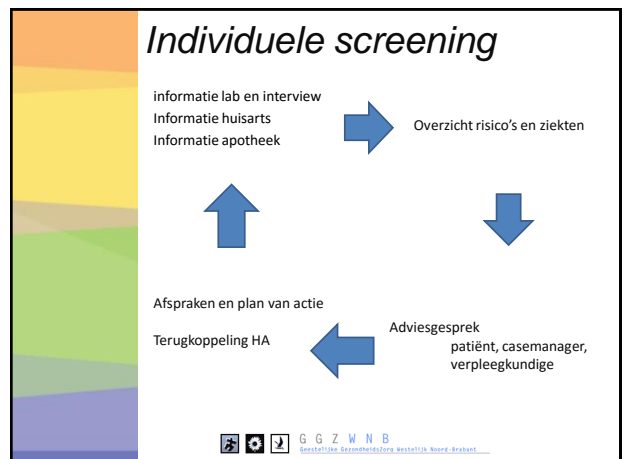 Individuele screening
informatie lab en interview
Informatie huisarts
Informatie apotheek
Overzicht risico's en ziekten
Afspraken en plan van actie
Terugkoppeling HA
Adviesgesprek
patiënt, casemanager,
verpleegkundige
G G Z W N B
Geestelijke GezondheidsZorg Westelijk Noord-Brabant